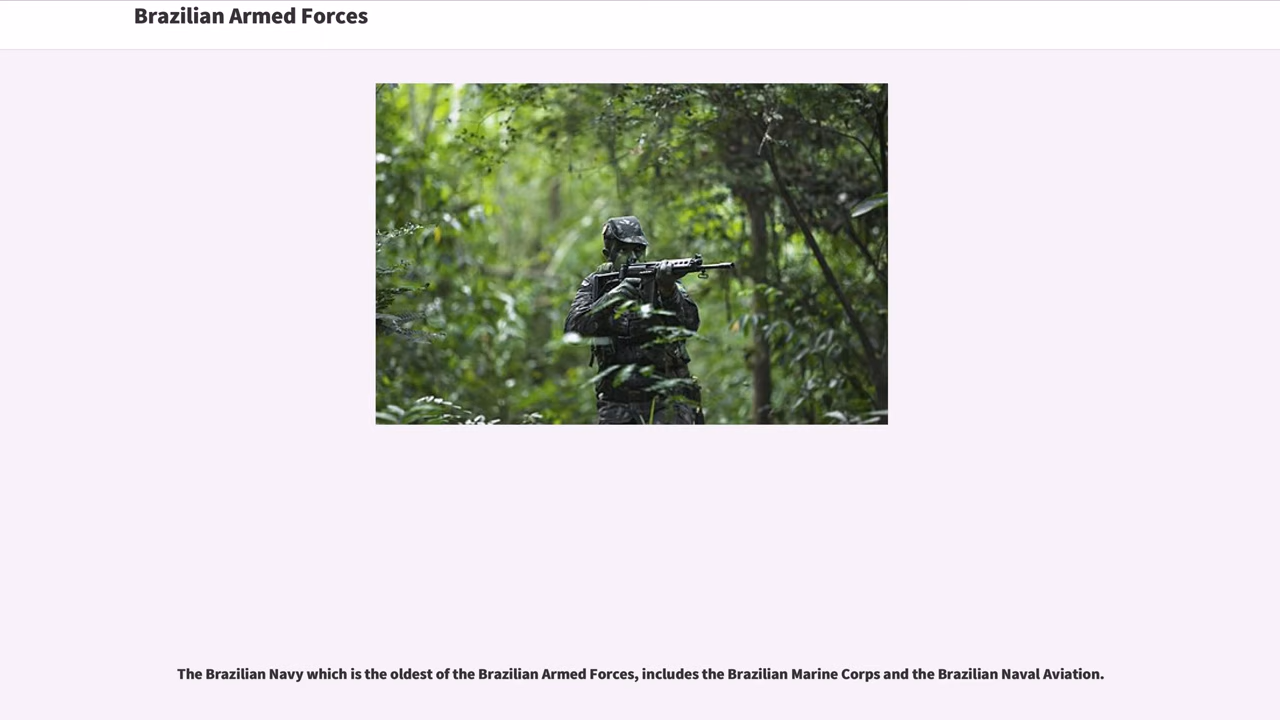 Brazilian Armed Forces
The Brazilian Navy which is the oldest of the Brazilian Armed Forces, includes the Brazilian Marine Corps and the Brazilian Naval Aviation.